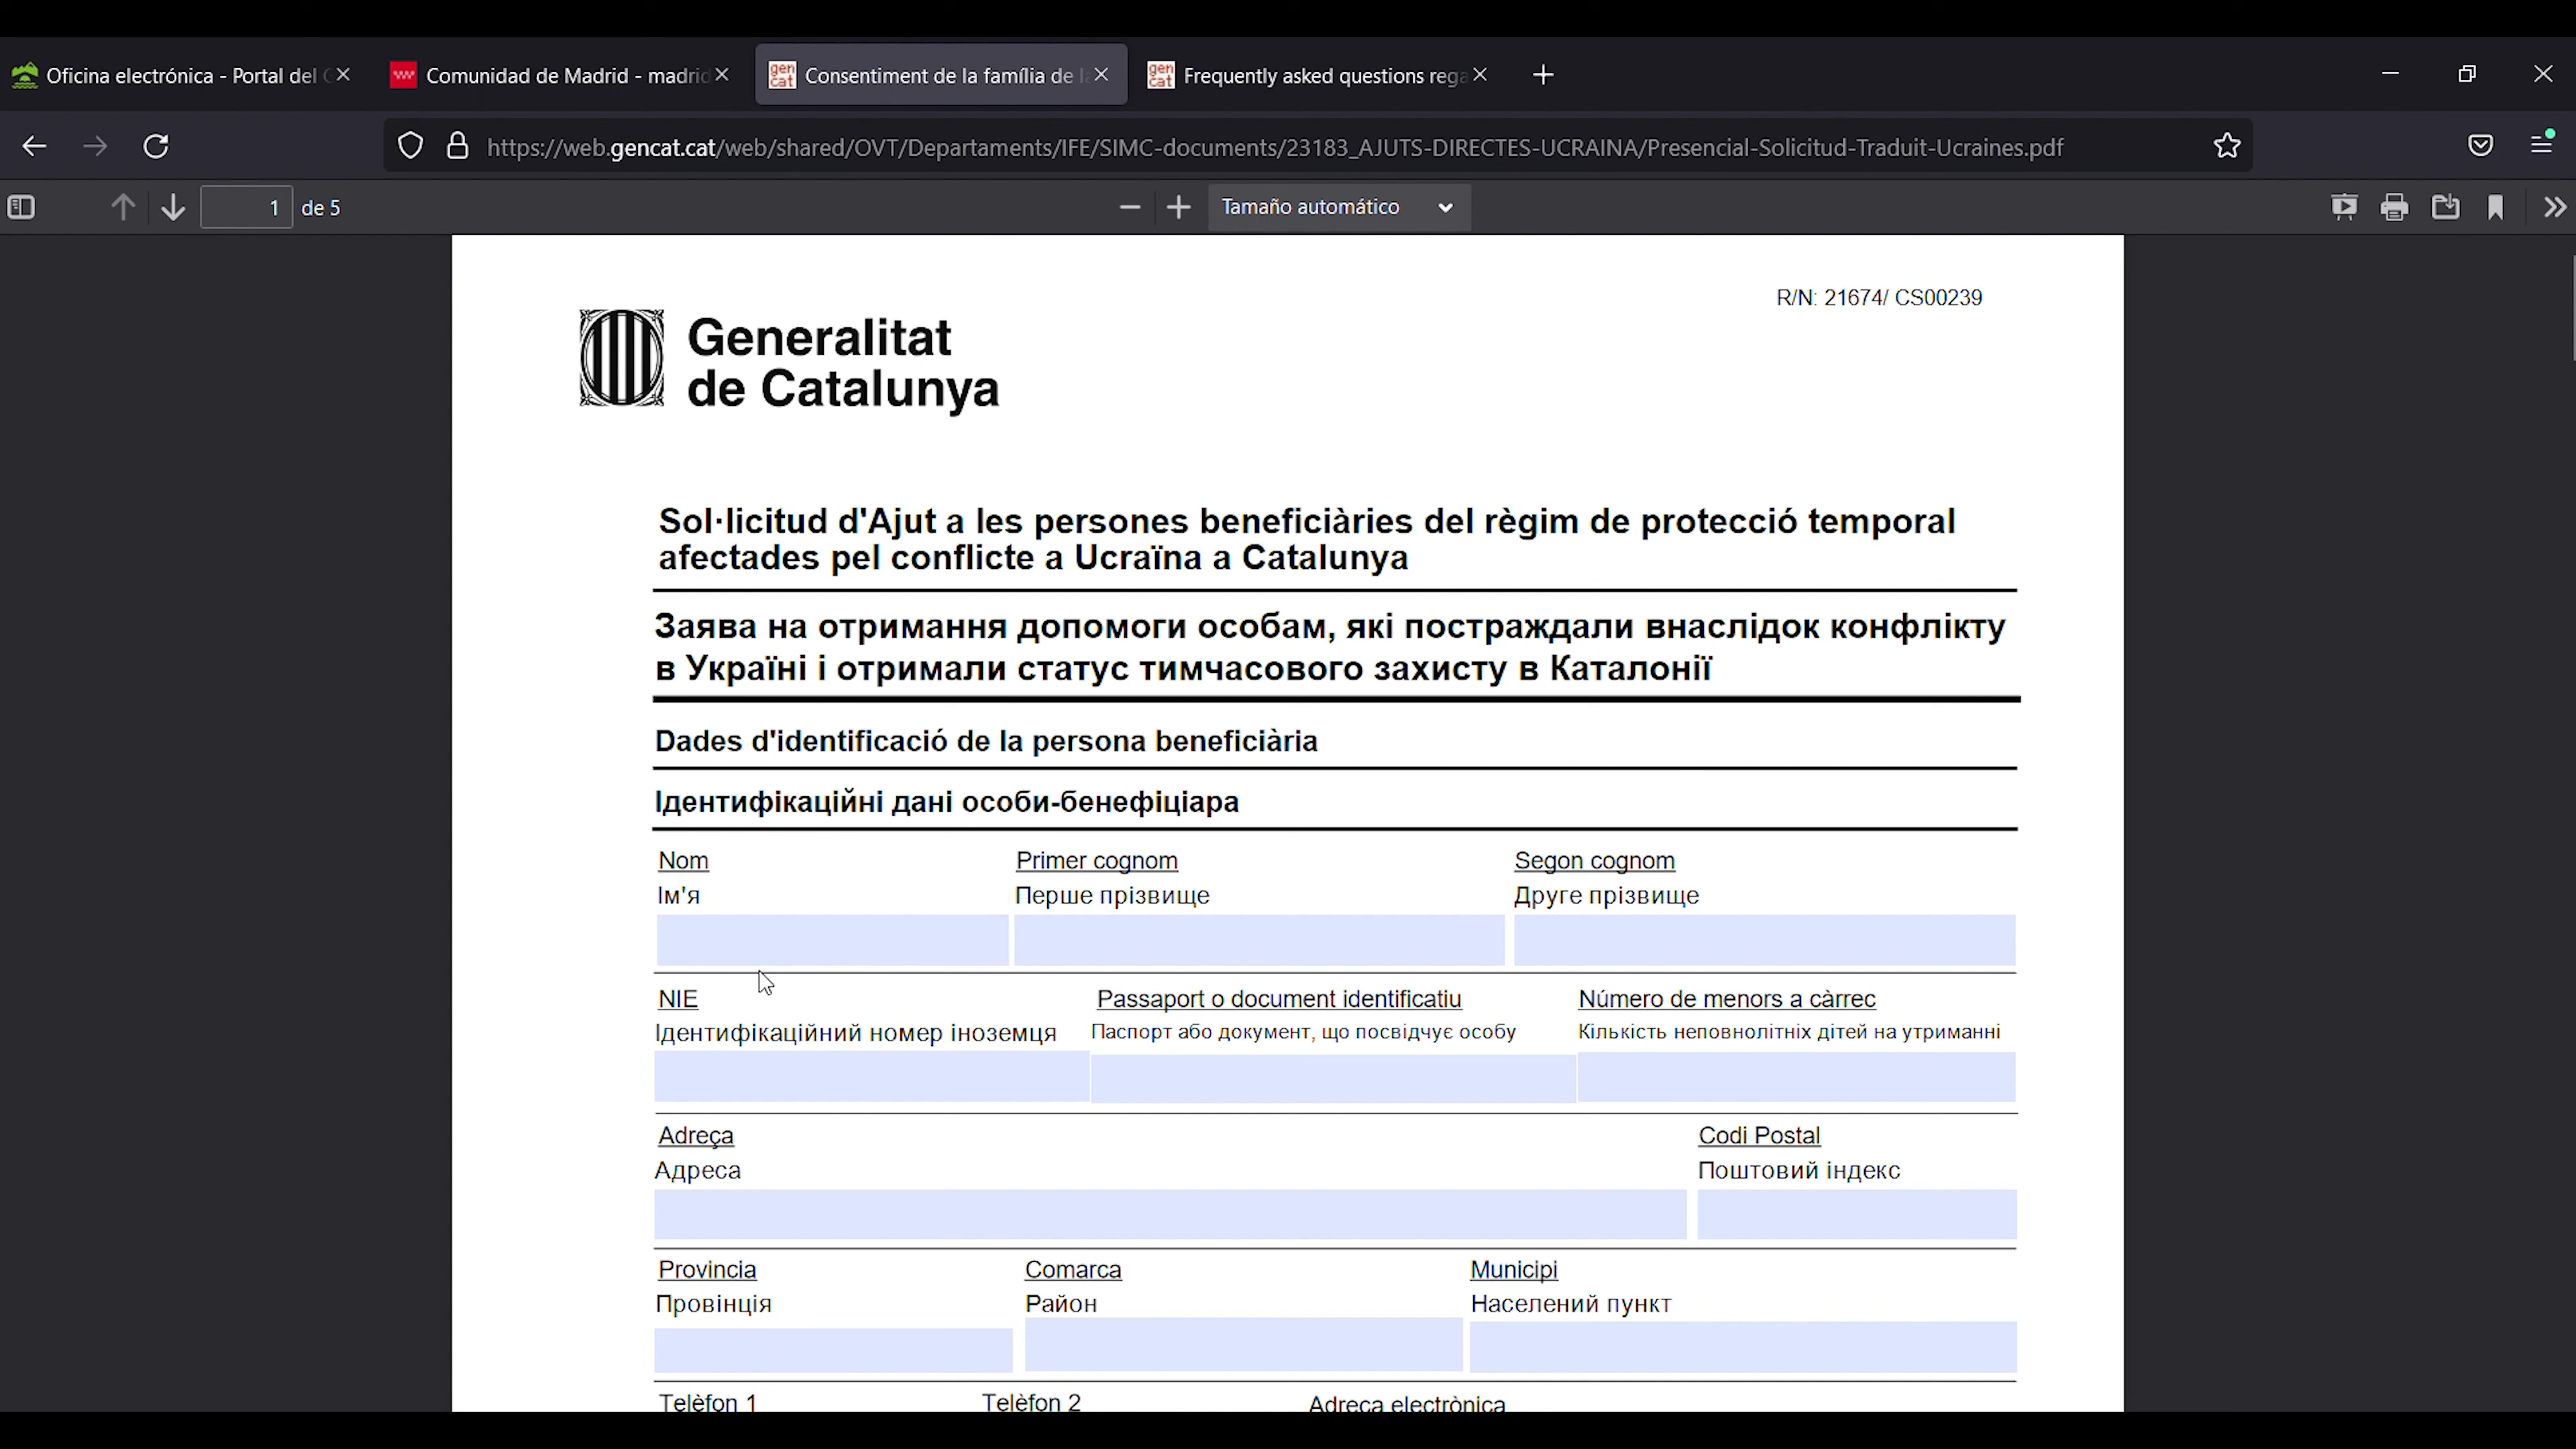 Oficina electrónica - Portal del
Comunidad de Madrid - madrid
Consentiment de la família de
Frequently asked questions rega
https://web.gencat.cat/web/shared/OVT/Departaments/IFE/SIMC-documents/23183_AJUTS-DIRECTES-UCRAINA/Presencial-Solicitud-Traduit-Ucraines.pdf
1 de 5
Tamaño automático
R/N: 21674/ CS00239
Generalitat
de Catalunya
Sol·licitud d'Ajut a les persones beneficiàries del règim de protecció temporal
afectades pel conflicte a Ucraïna a Catalunya
Заява на отримання допомоги особам, які постраждали внаслідок конфлікту
в Україні і отримали статус тимчасового захисту в Каталонії
Dades d'identificació de la persona beneficiària
Ідентифікаційні дані особи-бенефіціара
Nom Primer cognom Segon cognom
Ім'я Перше прізвище Друге прізвище
NIE Passaport o document identificatiu Número de menors a càrrec
Ідентифікаційний номер іноземця Паспорт або документ, що посвідчує особу Кількість неповнолітніх дітей на утриманні
Adreça Codi Postal
Адреса Поштовий індекс
Provincia Comarca Municipi
Провінція Район Населений пункт
Telèfon 1 Telèfon 2 Adreça electrònica